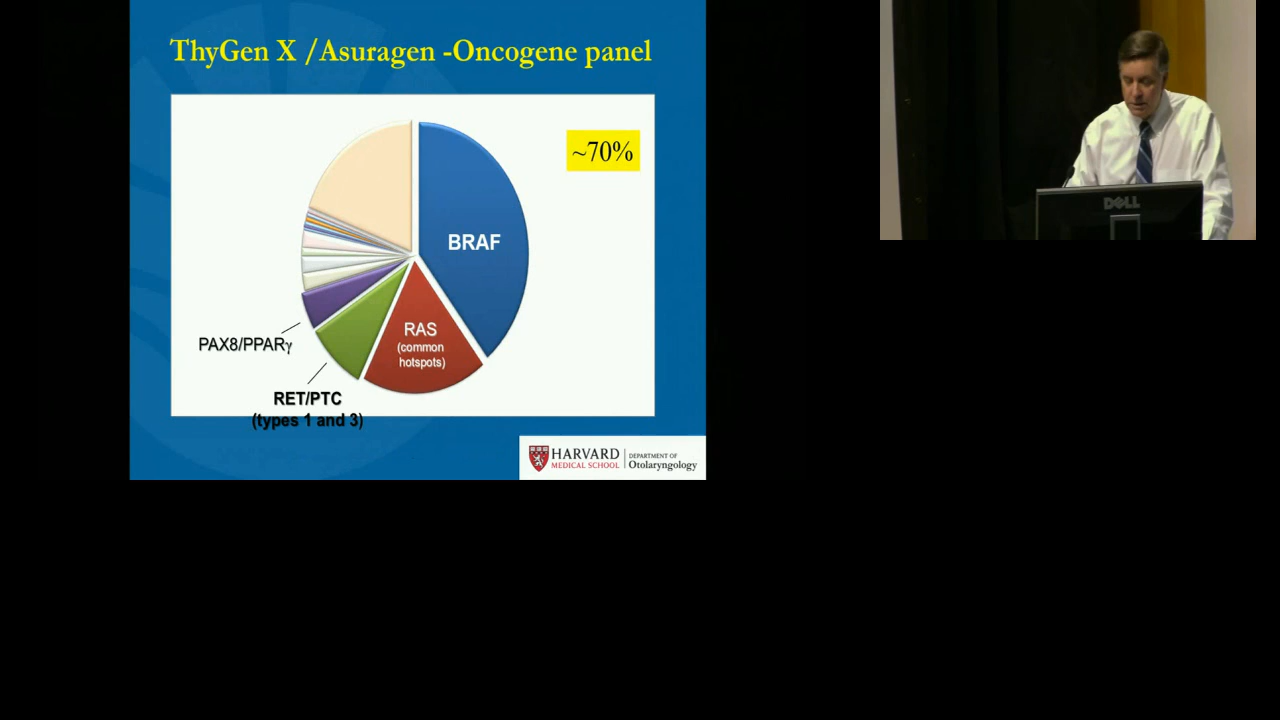 ThyGen X /Asuragen -Oncogene panel
~70%
BRAF
RAS
(common
hotspots)
PAX8/PPARγ
RET/PTC
(types 1 and 3)
HARVARD
MEDICAL SCHOOL
DEPARTMENT OF
Otolaryngology
DELL